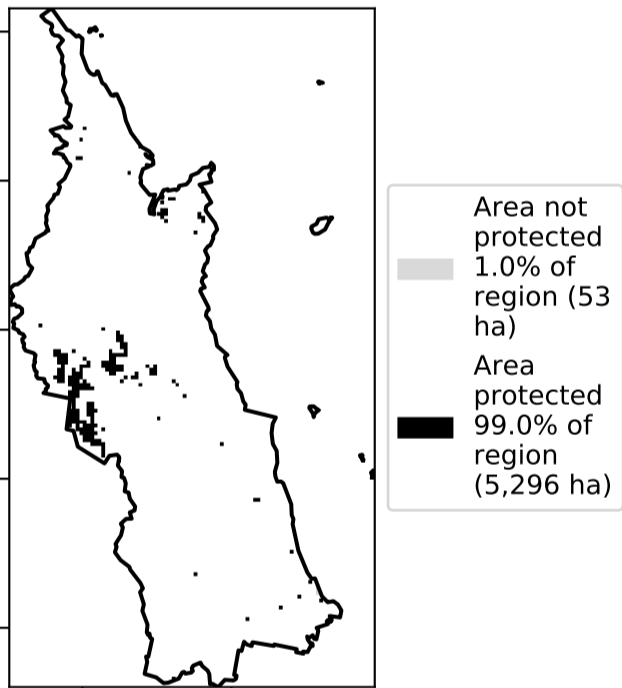 Area not
protected
1.0% of
region (53
ha)
Area
protected
99.0% of
region
(5,296 ha)